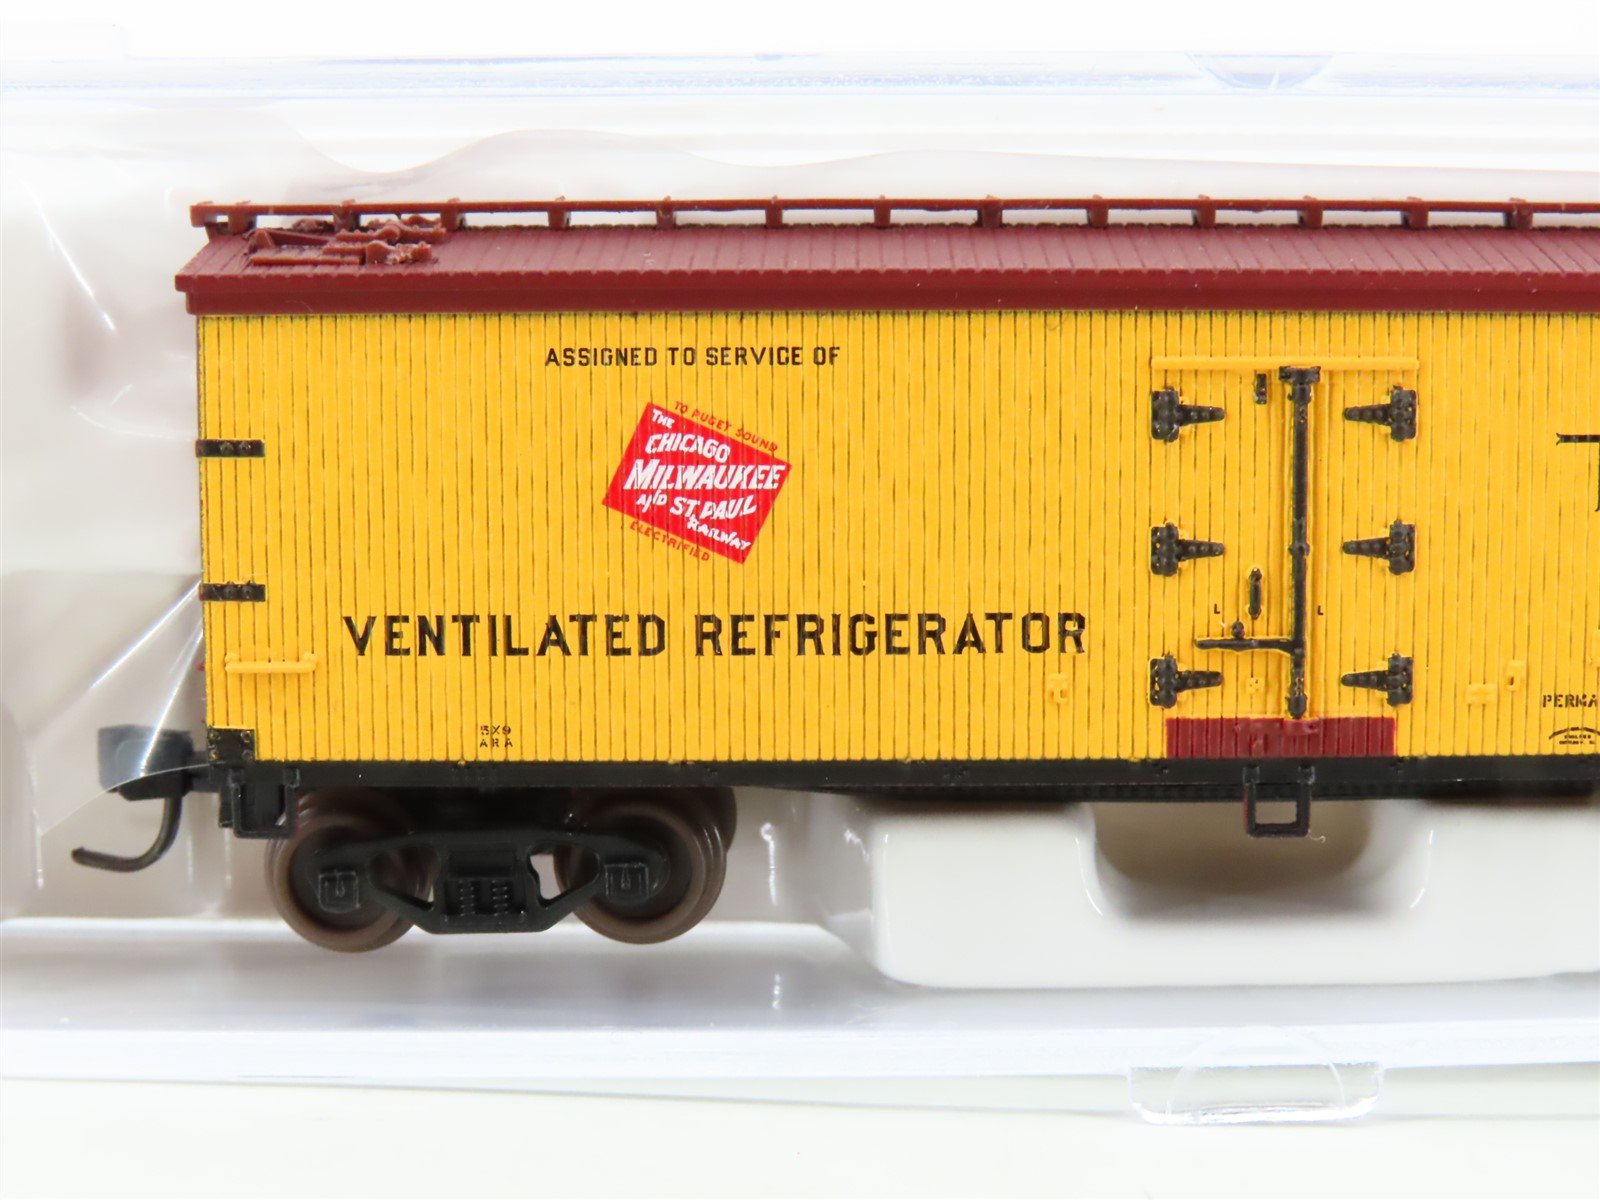 ASSIGNED TO SERVICE OF
TO PUGET SOUND
THE
CHICAGO
MILWAUKEE
AND ST. PAUL
RAILWAY
ELECTRIFIED
VENTILATED REFRIGERATOR
L L
5X9
ARA
PERMA